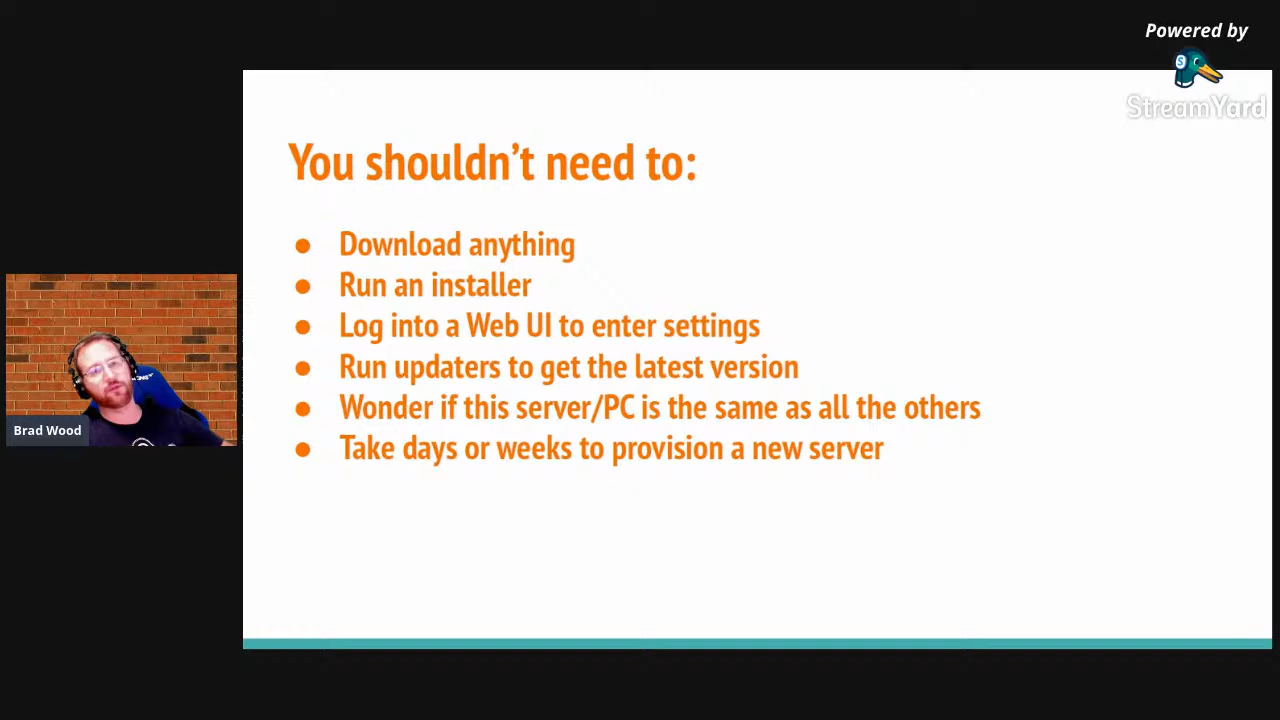 Powered by
StreamYard
You shouldn't need to:
● Download anything
● Run an installer
● Log into a Web UI to enter settings
● Run updaters to get the latest version
● Wonder if this server/PC is the same as all the others
● Take days or weeks to provision a new server
Brad Wood